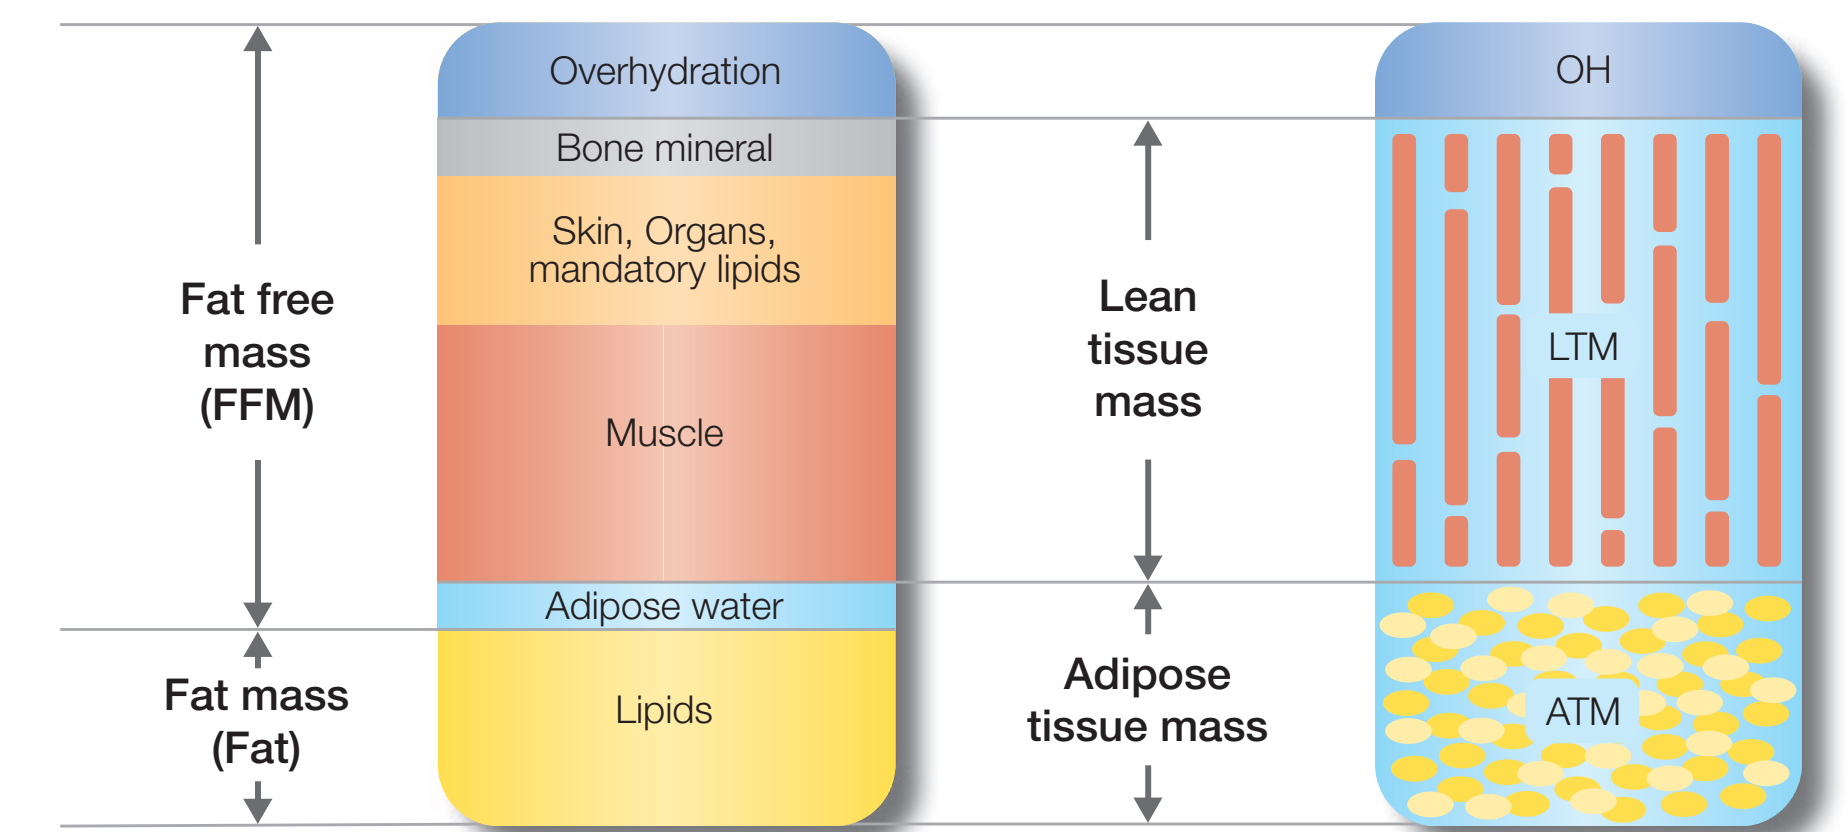 Overhydration
Bone mineral
Skin, Organs,
mandatory lipids
Muscle
Adipose water
Lipids
Fat free
mass
(FFM)
Fat mass
(Fat)
Lean
tissue
mass
Adipose
tissue mass
OH
LTM
ATM